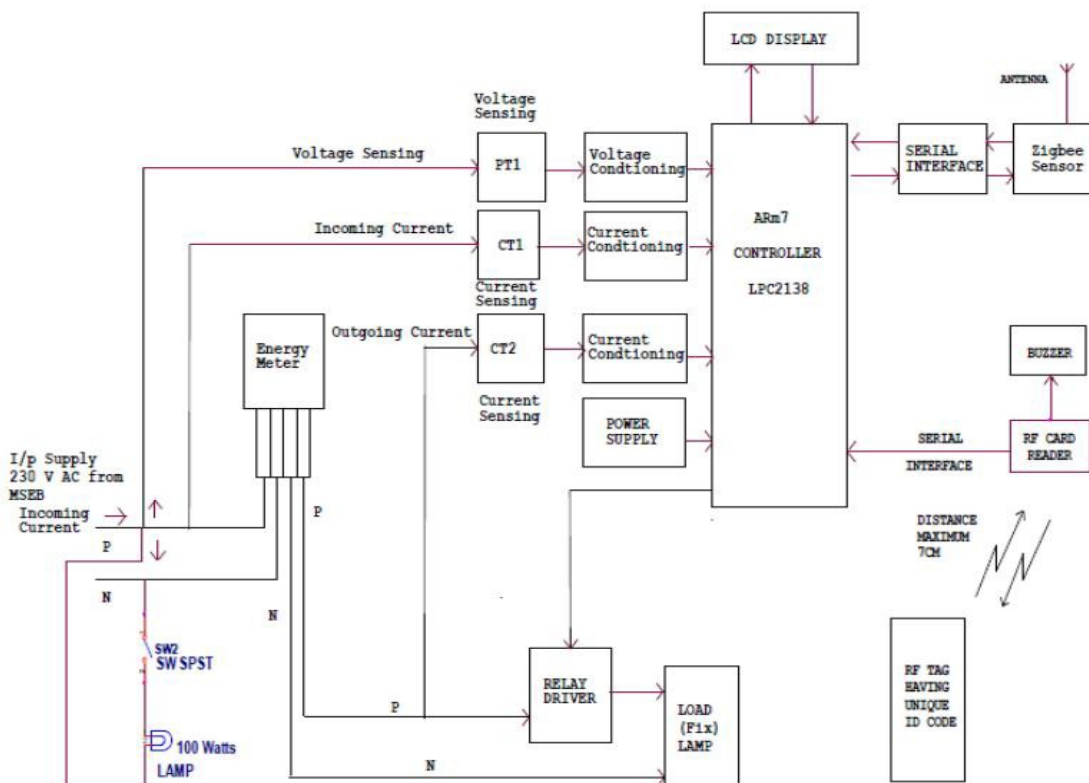 LCD DISPLAY
ANTENNA
Voltage
Sensing
Voltage Sensing
PT1
Voltage
Condtioning
SERIAL
INTERFACE
Zigbee
Sensor
ARm7
CONTROLLER
LPC2138
Incoming Current
CT1
Current
Condtioning
Current
Sensing
Energy
Meter
Outgoing Current
CT2
Current
Condtioning
Current
Sensing
BUZZER
POWER
SUPPLY
SERIAL
INTERFACE
RF CARD
READER
I/p Supply
230 V AC from
MSEB
Incoming
Current
P
P
N
N
DISTANCE
MAXIMUM
7CM
SW2
SW SPST
RELAY
DRIVER
P
LOAD
(Fix)
LAMP
RF TAG
HAVING
UNIQUE
ID CODE
100 Watts
LAMP
N